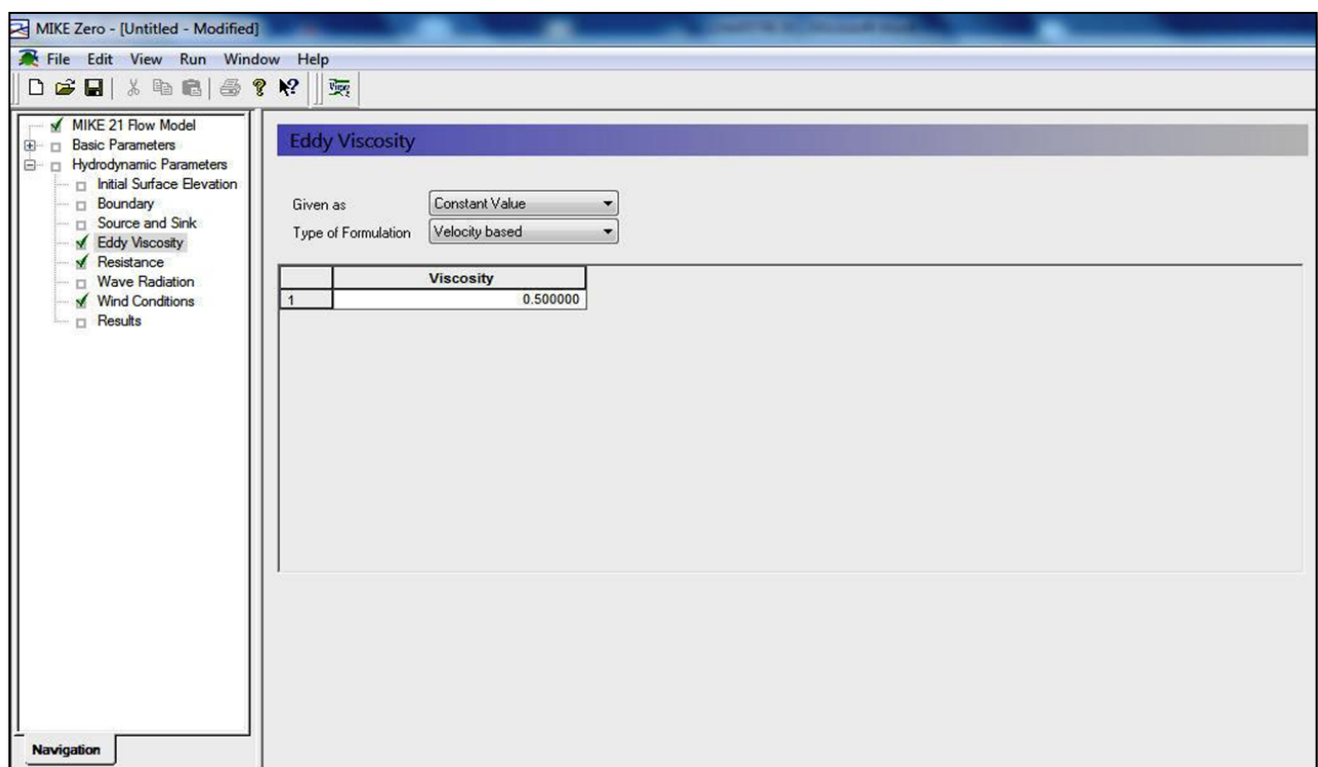 MIKE Zero - [Untitled - Modified]
File Edit View Run Window Help
MIKE 21 Flow Model
Basic Parameters
Hydrodynamic Parameters
Initial Surface Elevation
Boundary
Source and Sink
Eddy Viscosity
Resistance
Wave Radiation
Wind Conditions
Results
Navigation
Eddy Viscosity
Given as Constant Value
Type of Formulation Velocity based
Viscosity
1 0.500000